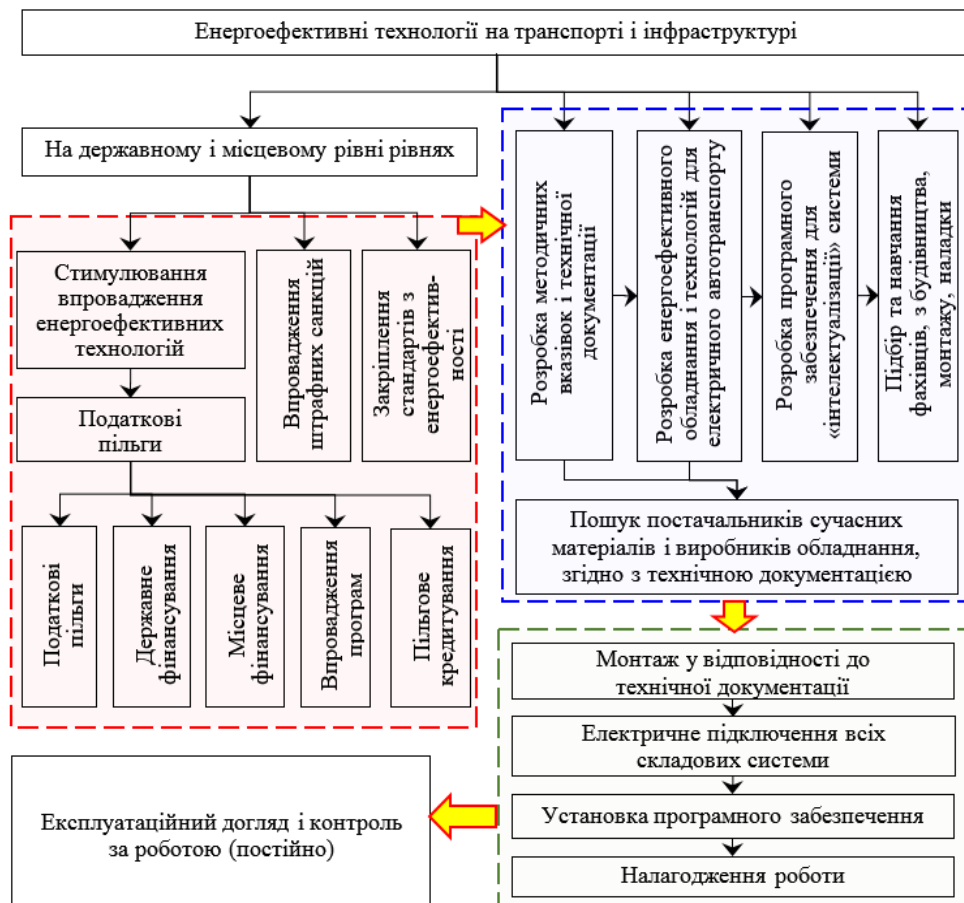 Енергоефективні технології на транспорті і інфраструктурі
На державному і місцевому рівні рівнях
Стимулювання
впровадження
енергоефективних
технологій
Впровадження
штрафних санкцій
Закріплення
стандартів з
енергоефектив-
ності
Податкові
пільги
Податкові
пільги
Державне
фінансування
Місцеве
фінансування
Впровадження
програм
Пільгове
кредитування
Розробка методичних
вказівок і технічної
документації
Розробка енергоефективного
обладнання і технологій для
електричного автотранспорту
Розробка програмного
забезпечення для
«інтелектуалізації» системи
Підбір та навчання
фахівців, з будівництва,
монтажу, наладки
Пошук постачальників сучасних
матеріалів і виробників обладнання,
згідно з технічною документацією
Монтаж у відповідності до
технічної документації
Електричне підключення всіх
складових системи
Установка програмного забезпечення
Налагодження роботи
Експлуатаційний догляд і контроль
за роботою (постійно)